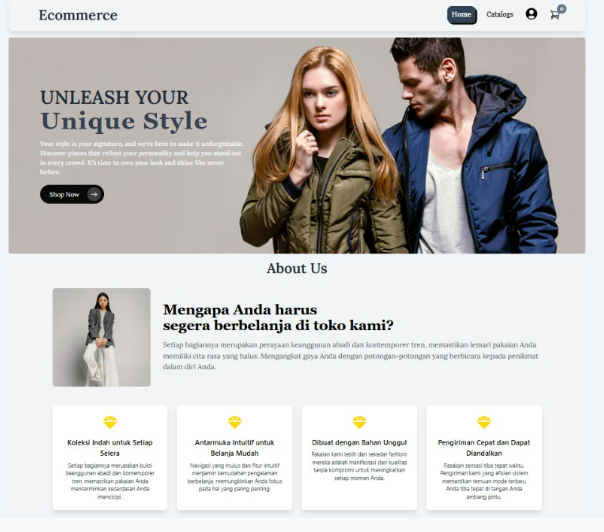 Ecommerce
Home
Catalogs
0
UNLEASH YOUR
Unique Style
Your style is your signature, and we're here to make it unforgettable.
Discover pieces that reflect your personality and help you stand out
in every crowd. It's time to own your look and shine like never
before.
Shop Now
About Us
Mengapa Anda harus
segera berbelanja di toko kami?
Setiap bagiannya merupakan perayaan keanggunan abadi dan kontemporer tren, memastikan lemari pakaian Anda
memiliki cita rasa yang halus. Mengangkat gaya Anda dengan potongan-potongan yang berbicara kepada penikmat
dalam diri Anda.
Koleksi Indah untuk Setiap
Selera
Setiap bagiannya merupakan bukti
keanggunan abadi dan kontemporer
tren, memastikan pakaian Anda
mencerminkan kecerdasan Anda
mencicipi.
Antarmuka Intuitif untuk
Belanja Mudah
Navigasi yang mulus dan fitur intuitif
menjamin kemudahan pengalaman
berbelanja, memungkinkan Anda fokus
pada hal yang paling penting.
Dibuat dengan Bahan Unggul
Pakaian kami lebih dari sekedar fashion;
mereka adalah manifestasi dari kualitas
tanpa kompromi untuk meningkatkan
setiap momen Anda.
Pengiriman Cepat dan Dapat
Diandalkan
Rasakan sensasi tiba tepat waktu.
Pengiriman kami yang efisien sistem
memastikan temuan mode terbaru
Anda tiba tepat di tangan Anda
ambang pintu.